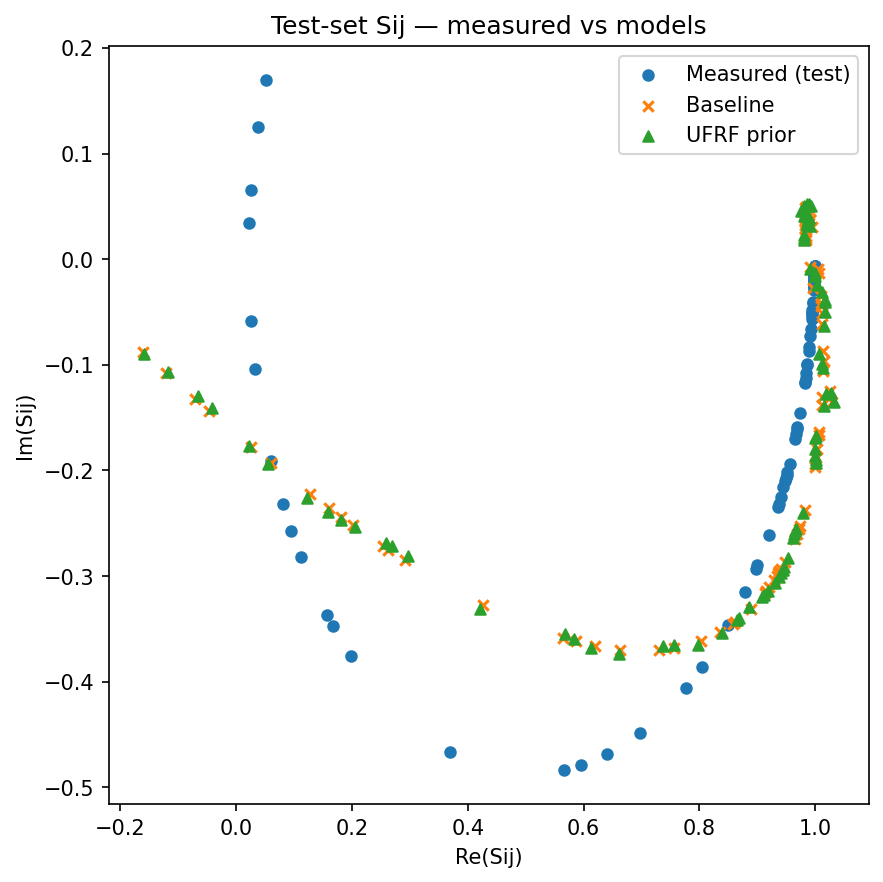 Test-set Sij — measured vs models
Measured (test)
Baseline
UFRF prior
0.2
0.1
0.0
−0.1
−0.2
−0.3
−0.4
−0.5
Im(Sij)
−0.2
0.0
0.2
0.4
0.6
0.8
1.0
Re(Sij)